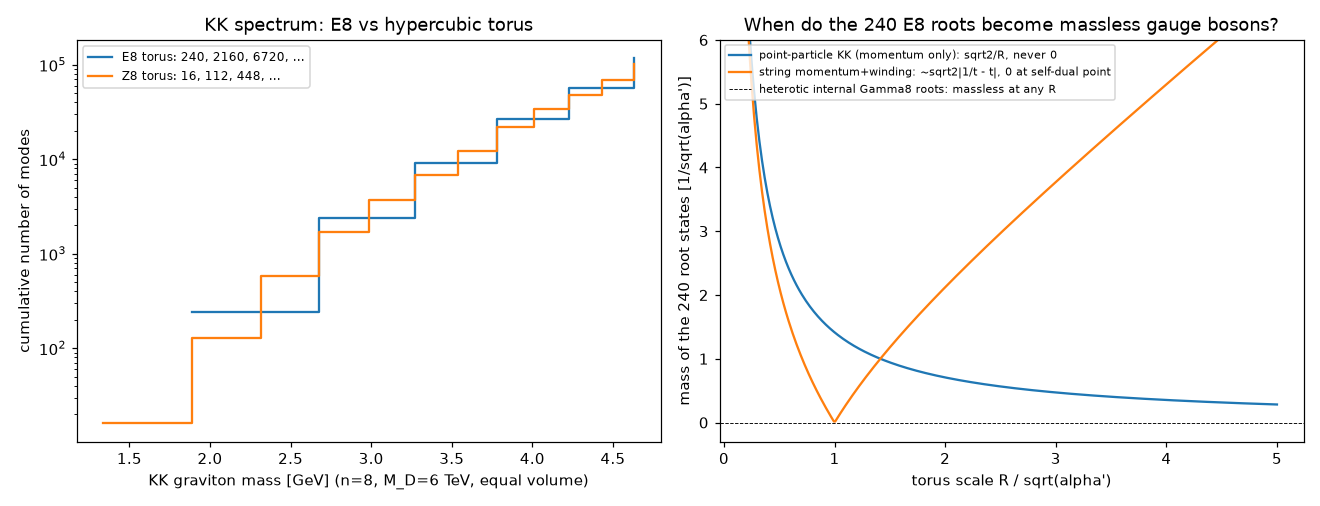 KK spectrum: E8 vs hypercubic torus
E8 torus: 240, 2160, 6720, ...
Z8 torus: 16, 112, 448, ...
10^5
10^4
10^3
10^2
cumulative number of modes
1.5 2.0 2.5 3.0 3.5 4.0 4.5
KK graviton mass [GeV] (n=8, M_D=6 TeV, equal volume)
When do the 240 E8 roots become massless gauge bosons?
point-particle KK (momentum only): sqrt2/R, never 0
string momentum+winding: ~sqrt2|1/t - t|, 0 at self-dual point
heterotic internal Gamma8 roots: massless at any R
6
5
4
3
2
1
0
mass of the 240 root states [1/sqrt(alpha')]
0 1 2 3 4 5
torus scale R / sqrt(alpha')